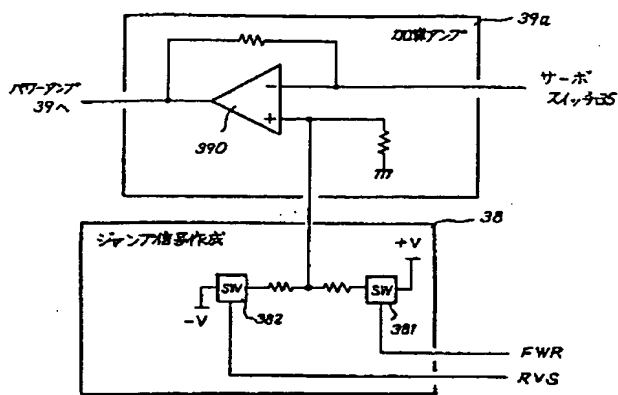 39a
加算アンプ
パワーアンプ
39へ
サーボ
スイッチ35
−
+
390
38
ジャンプ信号作成
+V
SW
SW
-V
382
381
FWR
RVS